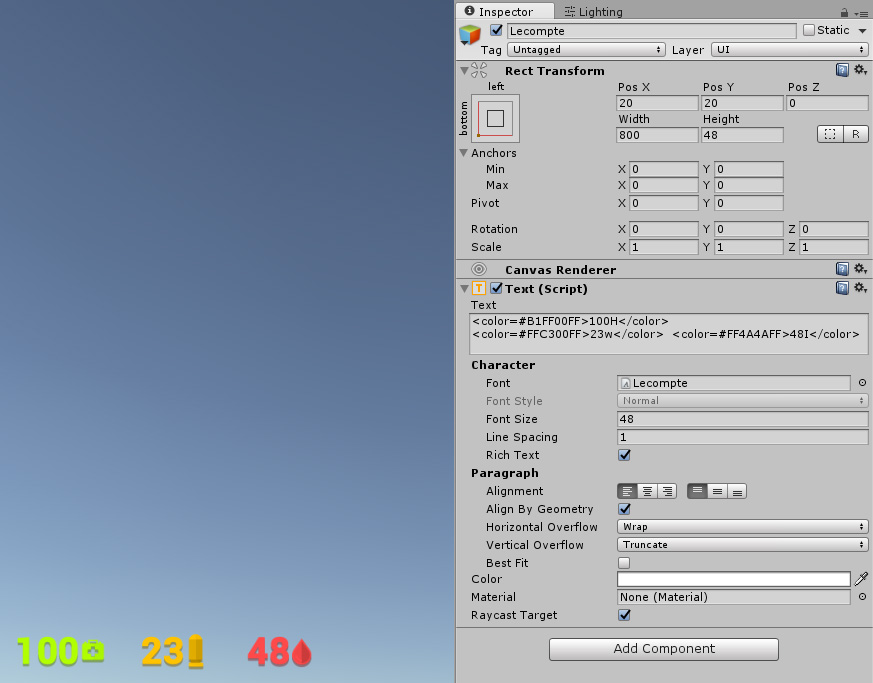 Inspector Lighting
Lecompte Static
Tag Untagged Layer UI
Rect Transform
left
bottom
Pos X Pos Y Pos Z
20 20 0
Width Height
800 48
R
Anchors
Min X 0 Y 0
Max X 0 Y 0
Pivot X 0 Y 0
Rotation X 0 Y 0 Z 0
Scale X 1 Y 1 Z 1
Canvas Renderer
T Text (Script)
Text
<color=#B1FF00FF>100H</color>
<color=#FFC300FF>23w</color>  <color=#FF4A4AFF>48I</color>
Character
Font Lecompte
Font Style Normal
Font Size 48
Line Spacing 1
Rich Text
Paragraph
Alignment
Align By Geometry
Horizontal Overflow Wrap
Vertical Overflow Truncate
Best Fit
Color
Material None (Material)
Raycast Target
Add Component
100 23 48